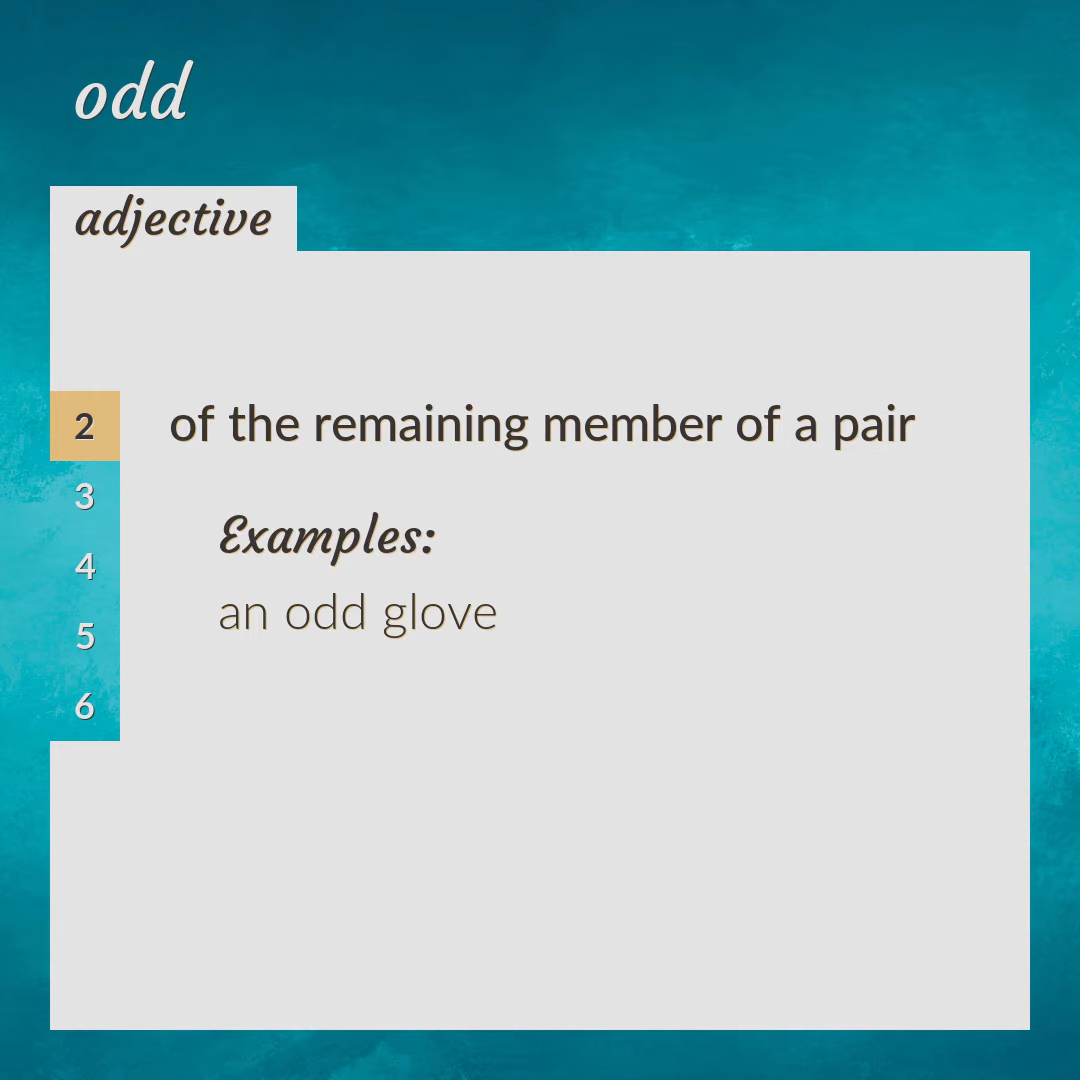 odd
adjective
2
of the remaining member of a pair
3
Examples:
4
an odd glove
5
6